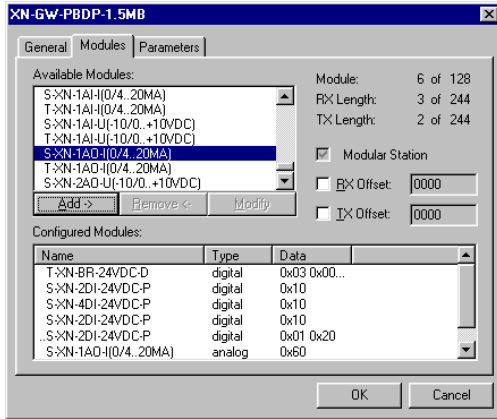 XN-GW-PBDP-1.5MB
General Modules Parameters
Available Modules:
S-XN-1AI-I(0/4..20MA)
T-XN-1AI-I(0/4..20MA)
S-XN-1AI-U(-10/0..+10VDC)
T-XN-1AI-U(-10/0..+10VDC)
S-XN-1AO-I(0/4..20MA)
T-XN-1AO-I(0/4..20MA)
S-XN-2AO-U(-10/0..+10VDC)
Add -> Remove <- Modify
Module: 6 of 128
RX Length: 3 of 244
TX Length: 2 of 244
Modular Station
RX Offset: 0000
TX Offset: 0000
Configured Modules:
Name Type Data
T-XN-BR-24VDC-D digital 0x03 0x00...
S-XN-2DI-24VDC-P digital 0x10
S-XN-4DI-24VDC-P digital 0x10
S-XN-2DI-24VDC-P digital 0x10
..S-XN-2DI-24VDC-P digital 0x01 0x20
S-XN-1AO-I(0/4..20MA) analog 0x60
OK Cancel